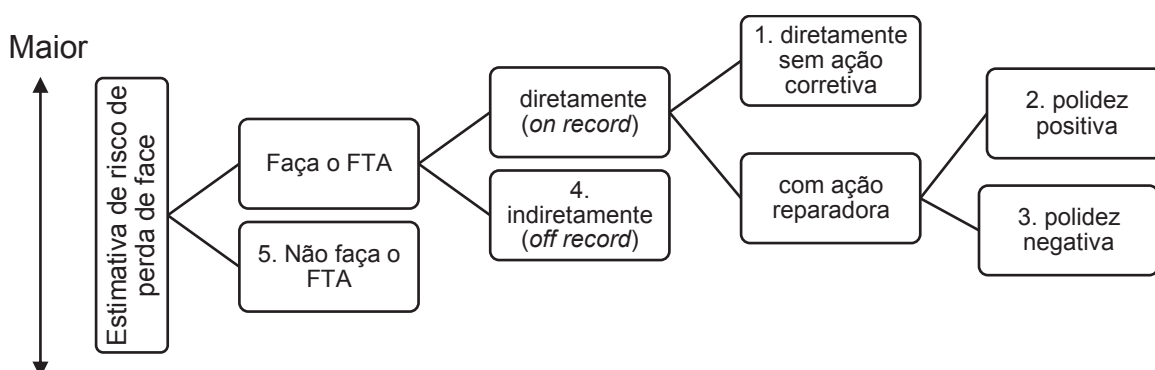 Maior
Estimativa de risco de
perda de face
Faça o FTA
5. Não faça o
FTA
diretamente
(on record)
4.
indiretamente
(off record)
1. diretamente
sem ação
corretiva
com ação
reparadora
2. polidez
positiva
3. polidez
negativa